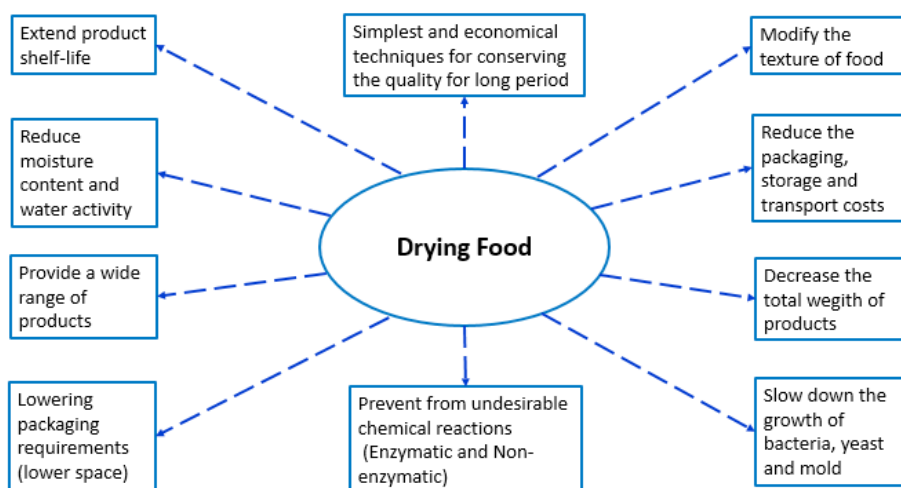 Extend product
shelf-life
Simplest and economical
techniques for conserving
the quality for long period
Modify the
texture of food
Reduce
moisture
content and
water activity
Reduce the
packaging,
storage and
transport costs
Drying Food
Provide a wide
range of
products
Decrease the
total wegith of
products
Lowering
packaging
requirements
(lower space)
Prevent from undesirable
chemical reactions
(Enzymatic and Non-
enzymatic)
Slow down the
growth of
bacteria, yeast
and mold